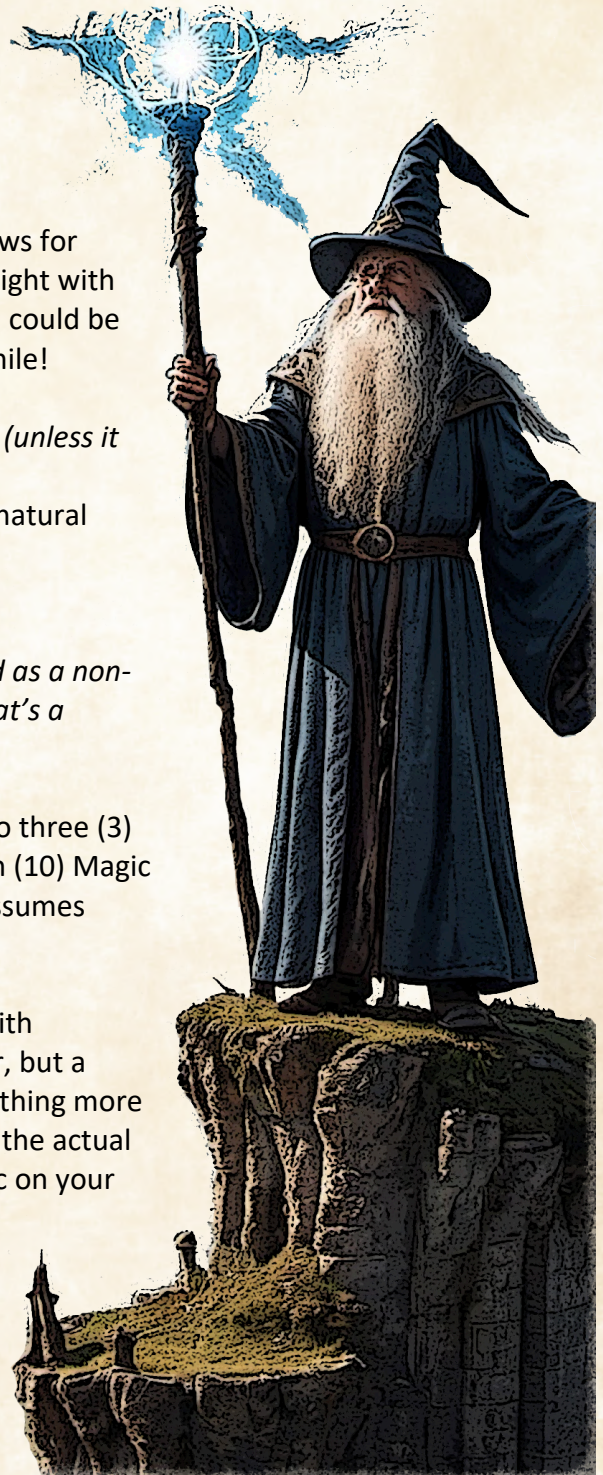 ws for
ight with
could be
nile!
(unless it
natural
d as a non-
at's a
o three (3)
n (10) Magic
ssumes
ith
r, but a
thing more
the actual
c on your